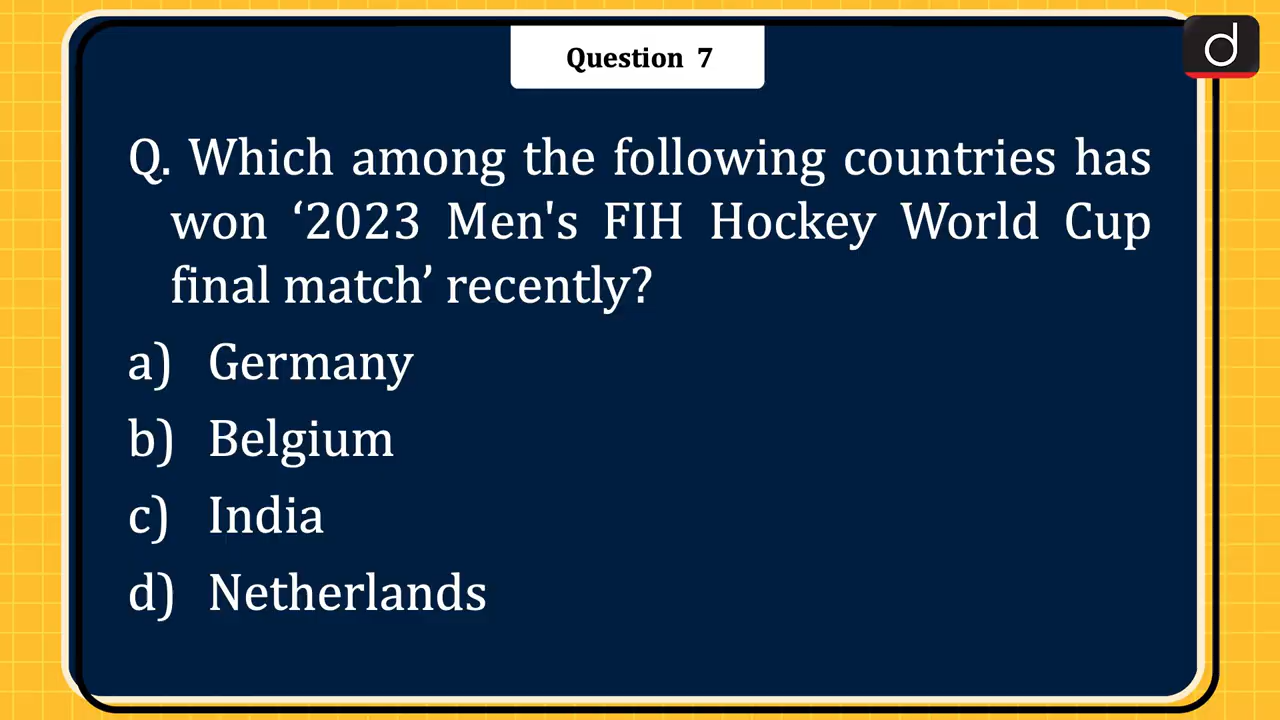 Question 7
d
Q. Which among the following countries has
won ‘2023 Men's FIH Hockey World Cup
final match’ recently?
a) Germany
b) Belgium
c) India
d) Netherlands